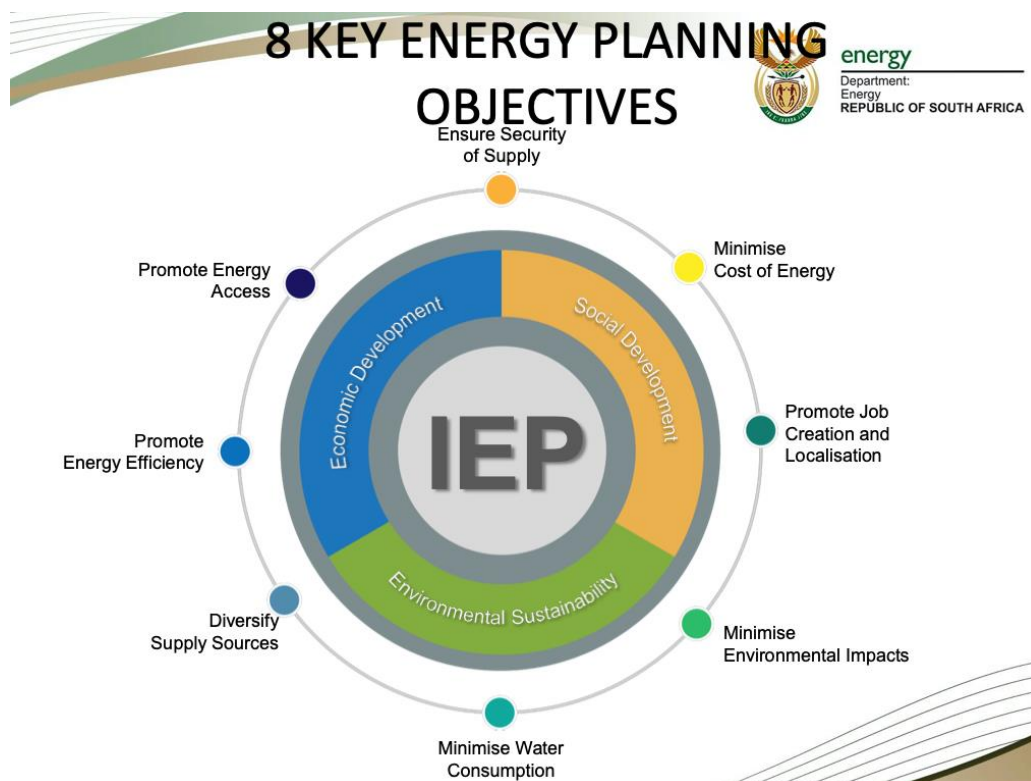 8 KEY ENERGY PLANNING
OBJECTIVES
energy
Department:
Energy
REPUBLIC OF SOUTH AFRICA
Ensure Security
of Supply
Minimise
Cost of Energy
Promote Job
Creation and
Localisation
Minimise
Environmental Impacts
Minimise Water
Consumption
Diversify
Supply Sources
Promote
Energy Efficiency
Promote Energy
Access
Economic Development
Social Development
Environmental Sustainability
IEP